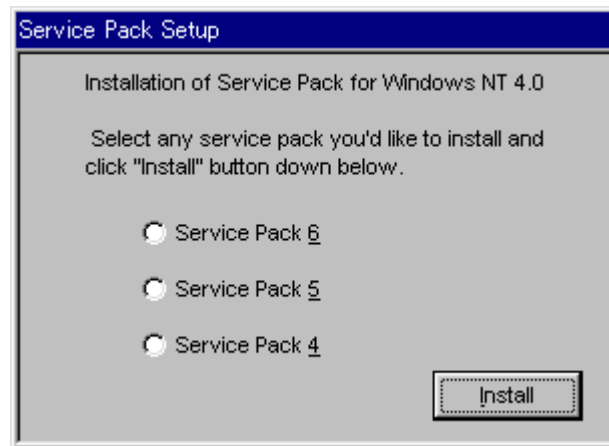 Service Pack Setup
Installation of Service Pack for Windows NT 4.0
Select any service pack you'd like to install and
click "Install" button down below.
Service Pack 6
Service Pack 5
Service Pack 4
Install